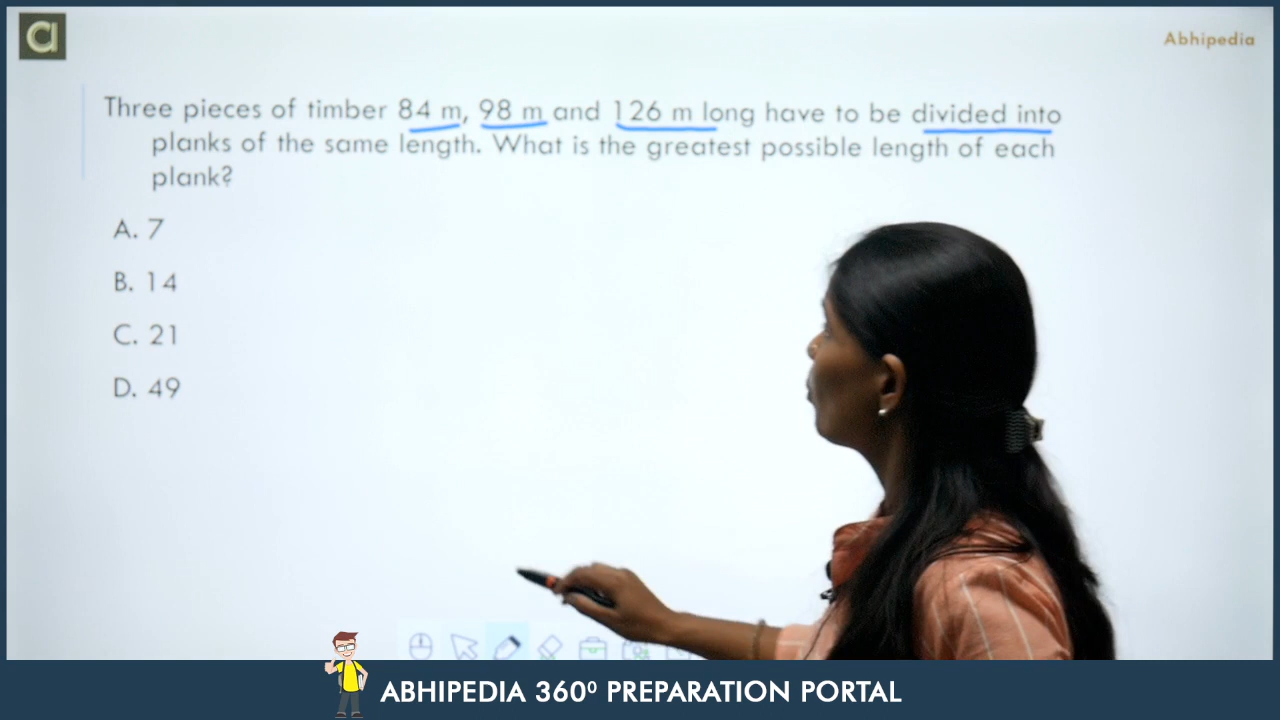 Abhipedia
Three pieces of timber 84 m, 98 m and 126 m long have to be divided into
planks of the same length. What is the greatest possible length of each
plank?
A. 7
B. 14
C. 21
D. 49
ABHIPEDIA 360⁰ PREPARATION PORTAL